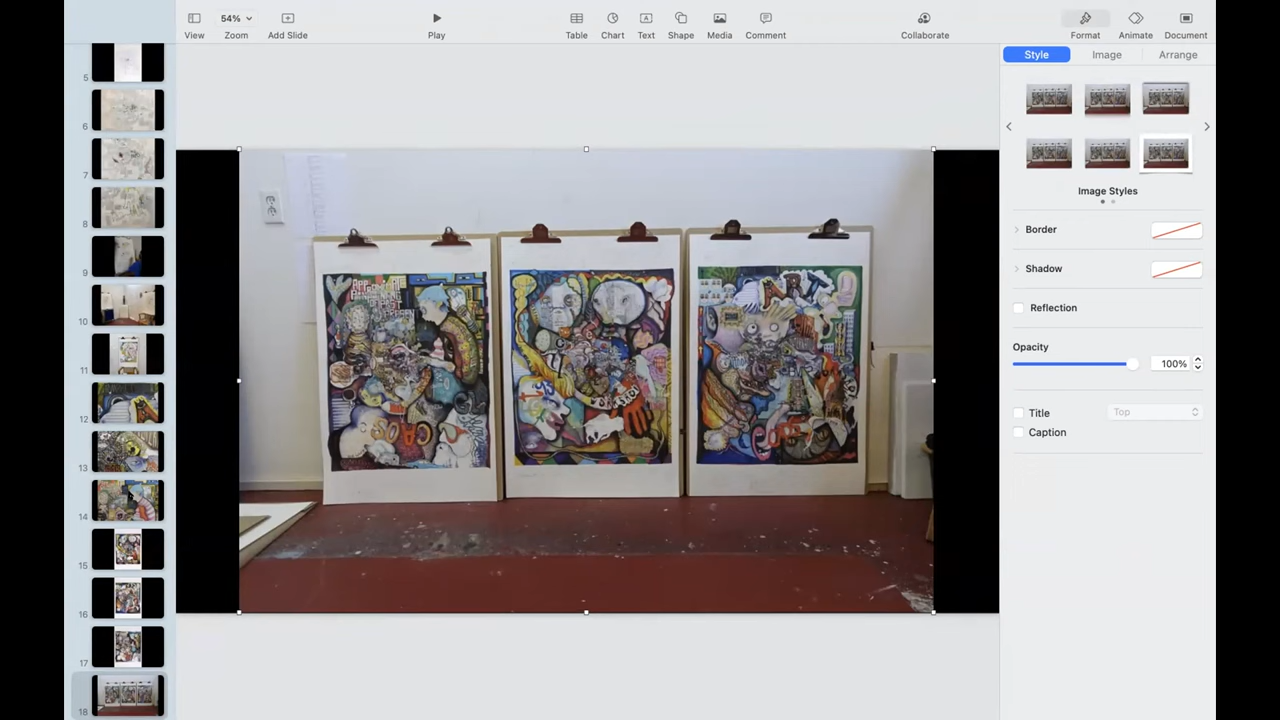 View
54%
Zoom
Add Slide
Play
Table
Chart
Text
Shape
Media
Comment
Collaborate
Format
Animate
Document
5
6
7
8
9
10
11
12
13
14
15
16
17
18
ART
Style
Image
Arrange
Image Styles
Border
Shadow
Reflection
Opacity
100%
Title
Top
Caption